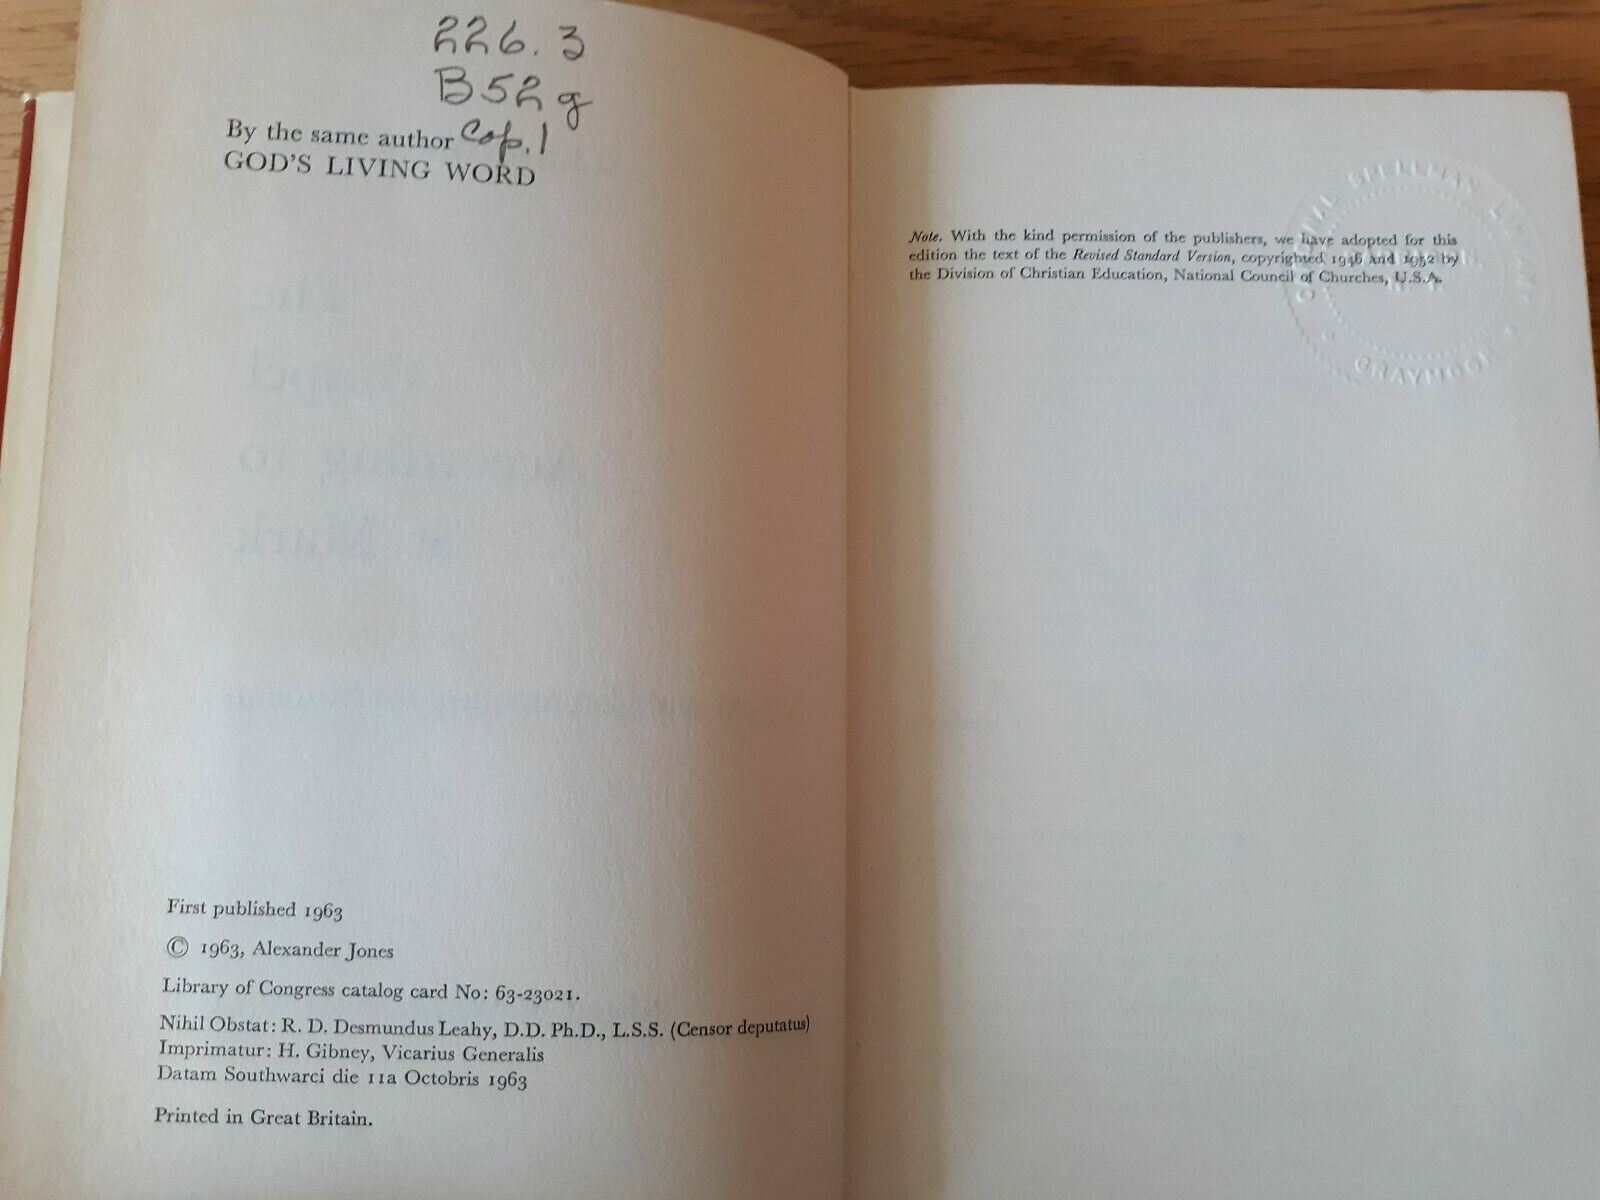 226.3
B52g
By the same author Cop.1
GOD'S LIVING WORD
First published 1963
© 1963, Alexander Jones
Library of Congress catalog card No: 63-23021.
Nihil Obstat: R. D. Desmundus Leahy, D.D. Ph.D., L.S.S. (Censor deputatus)
Imprimatur: H. Gibney, Vicarius Generalis
Datam Southwarci die 11a Octobris 1963
Printed in Great Britain.
Note. With the kind permission of the publishers, we have adopted for this
edition the text of the Revised Standard Version, copyrighted 1946 and 1952 by
the Division of Christian Education, National Council of Churches, U.S.A.
SPELLMAN
GRAYMOOR